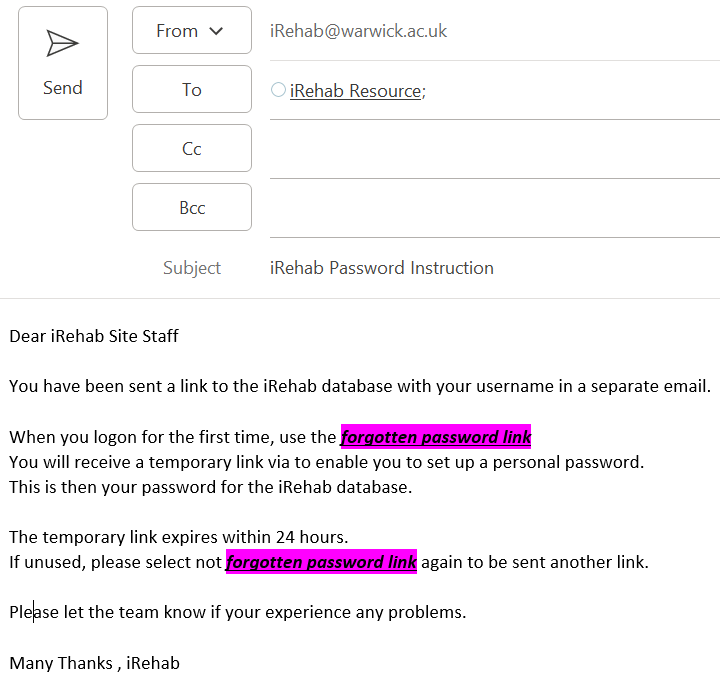 From
iRehab@warwick.ac.uk
Send
To
iRehab Resource;
Cc
Bcc
Subject
iRehab Password Instruction
Dear iRehab Site Staff
You have been sent a link to the iRehab database with your username in a separate email.
When you logon for the first time, use the forgotten password link
You will receive a temporary link via to enable you to set up a personal password.
This is then your password for the iRehab database.
The temporary link expires within 24 hours.
If unused, please select not forgotten password link again to be sent another link.
Please let the team know if your experience any problems.
Many Thanks , iRehab